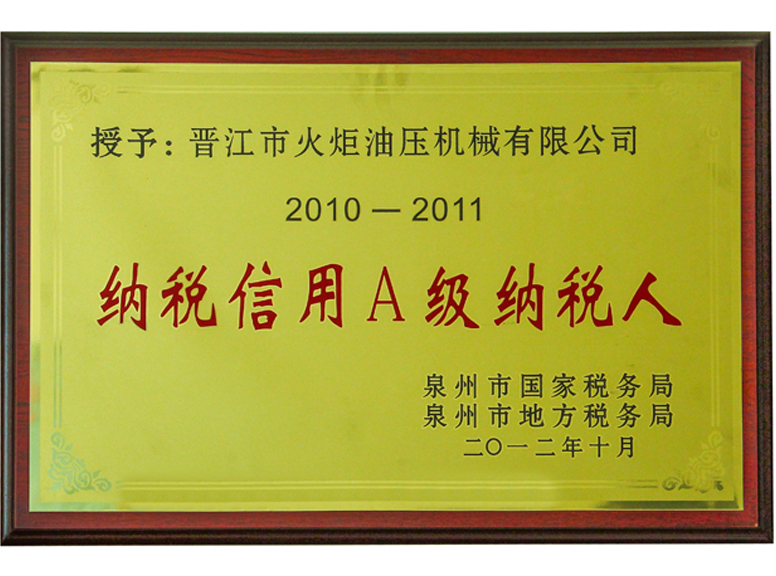 授予：晋江市火炬油压机械有限公司
2010 — 2011
纳税信用A级纳税人
泉州市国家税务局
泉州市地方税务局
二〇一二年十月